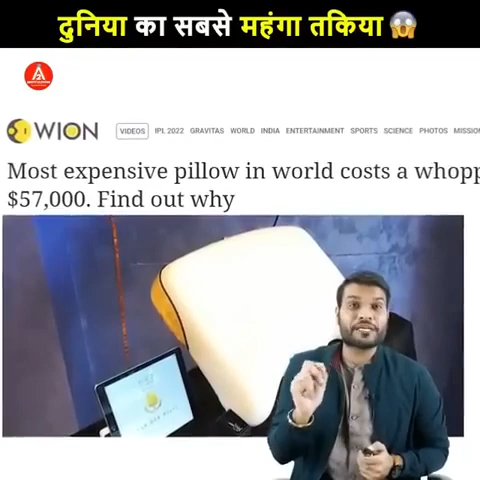 दुनिया का सबसे महंगा तकिया 😱
WION
VIDEOS IPL 2022 GRAVITAS WORLD INDIA ENTERTAINMENT SPORTS SCIENCE PHOTOS MISSION
Most expensive pillow in world costs a whopp
$57,000. Find out why